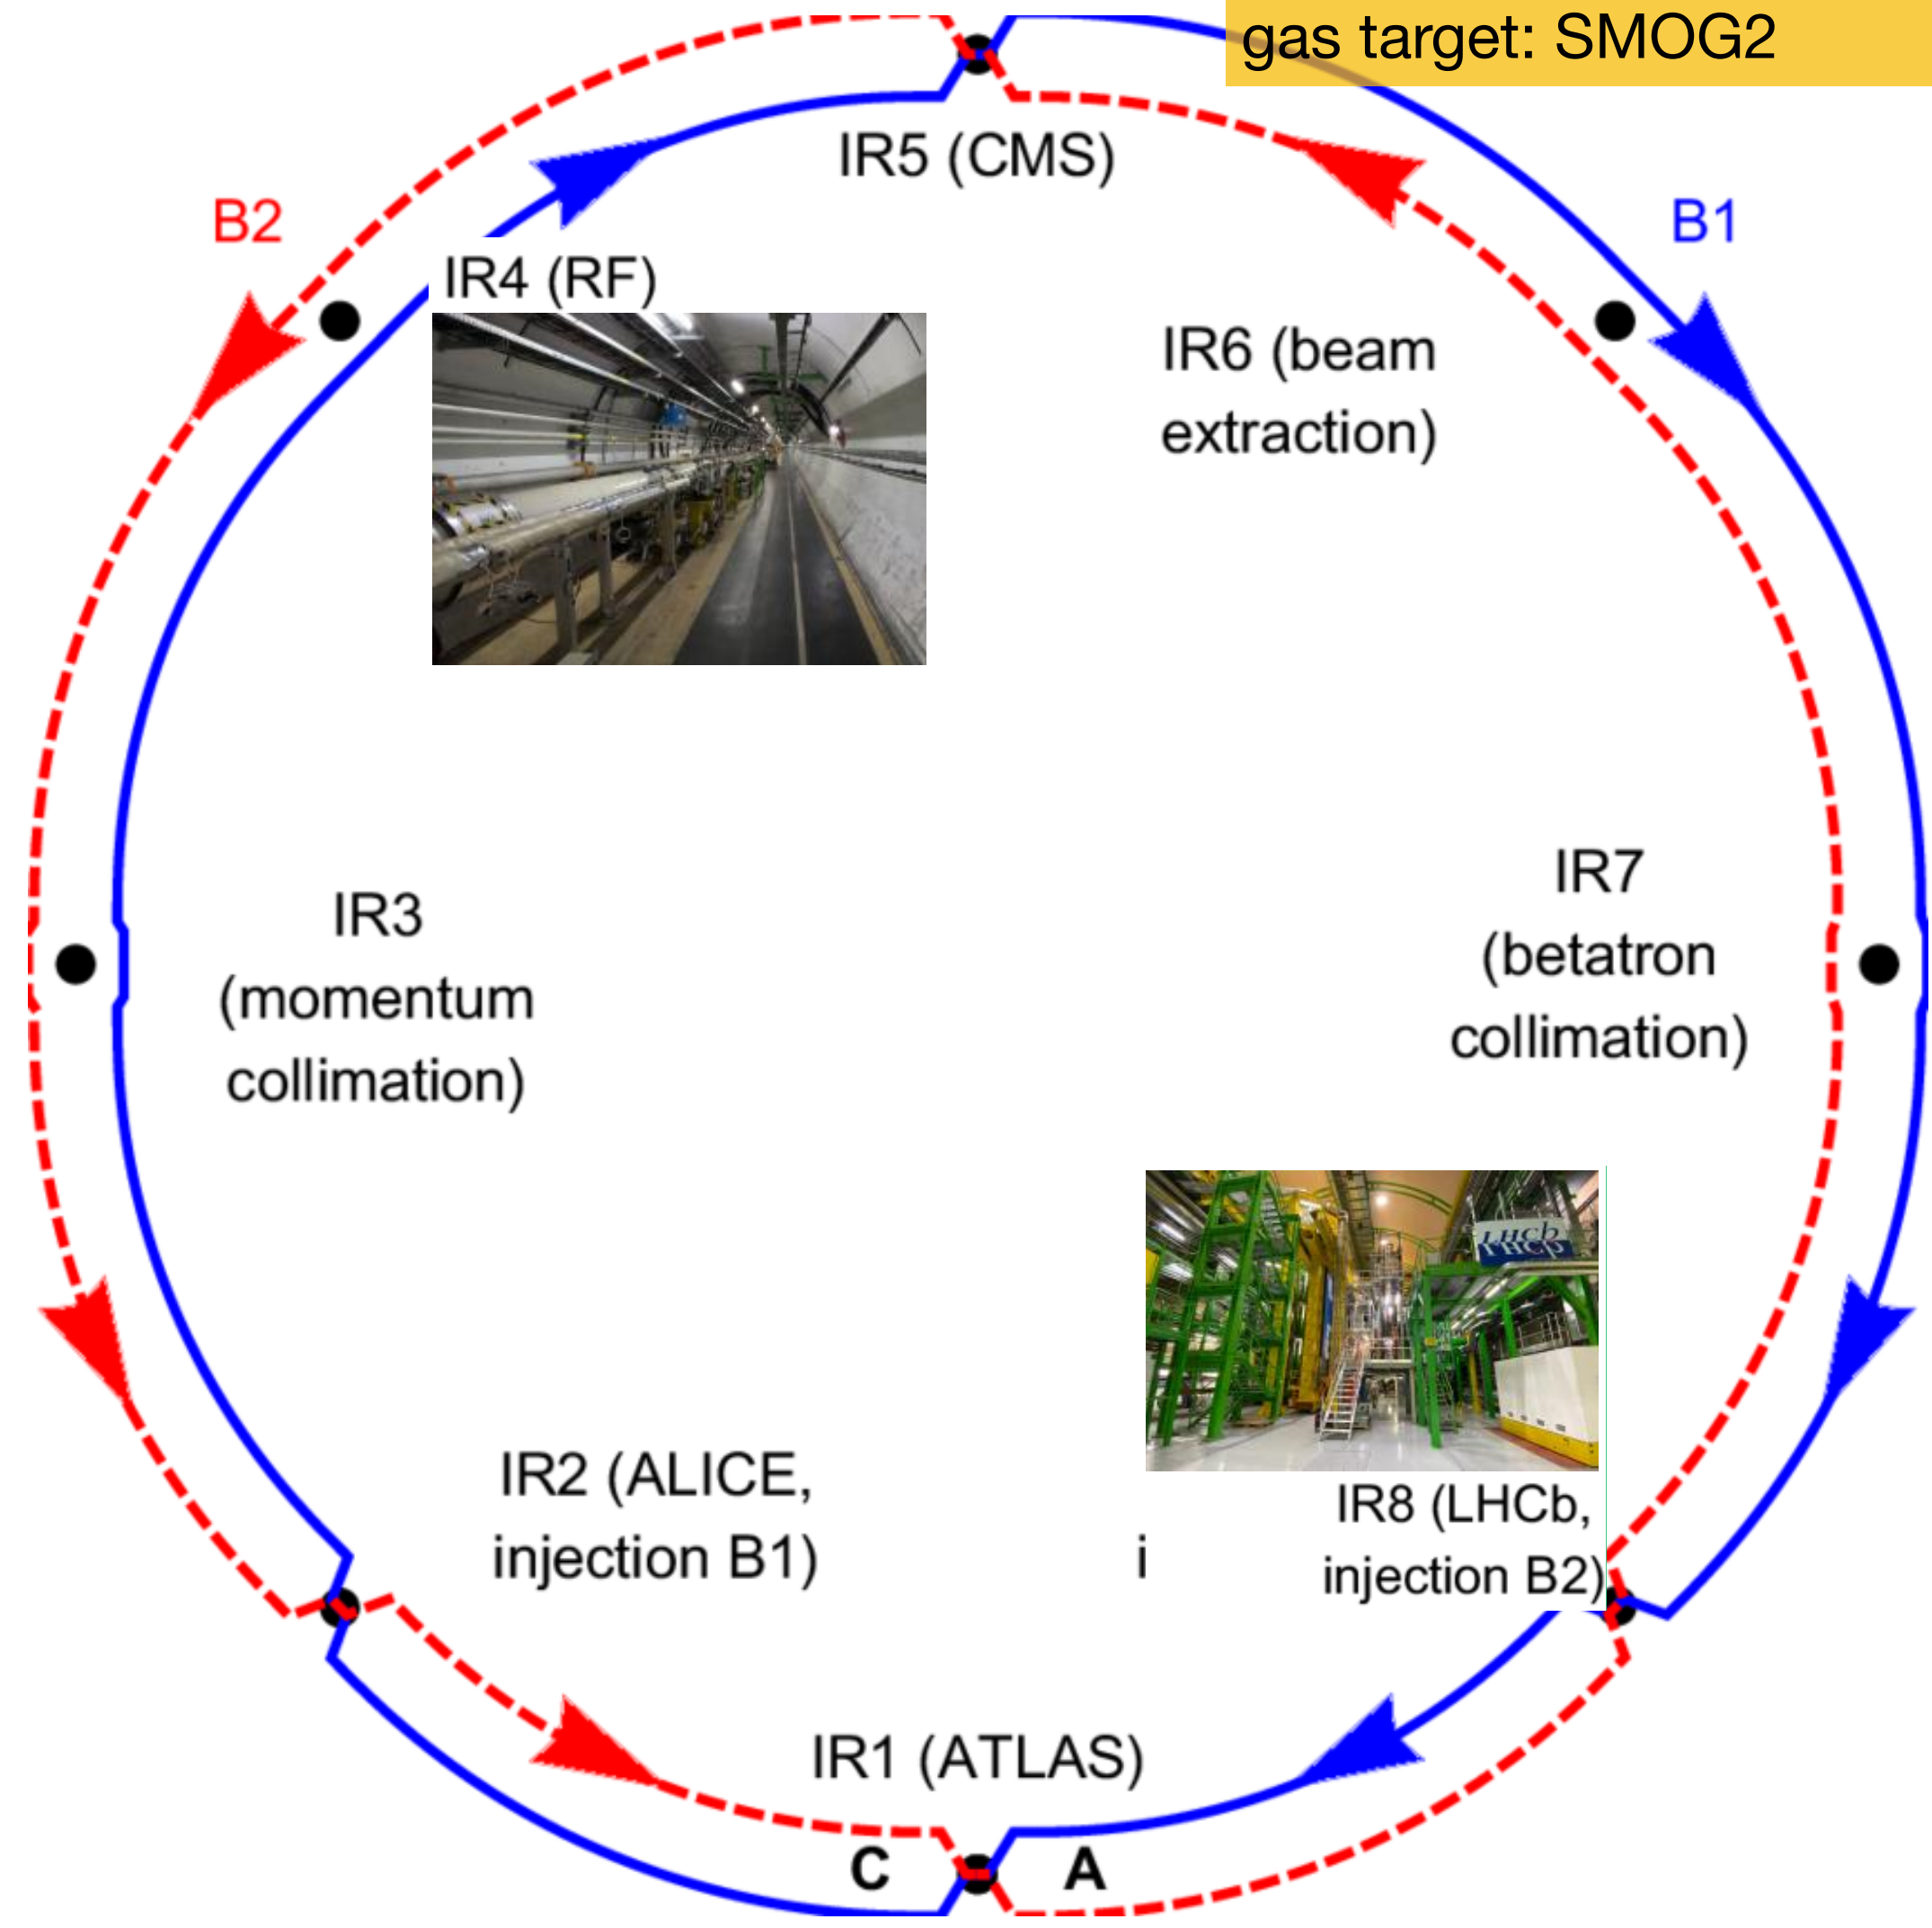 gas target: SMOG2
IR5 (CMS)
B2
B1
IR4 (RF)
IR6 (beam
extraction)
IR3
(momentum
collimation)
IR7
(betatron
collimation)
LHCb
LHCb
IR2 (ALICE,
injection B1)
i
IR8 (LHCb,
injection B2)
IR1 (ATLAS)
C
A